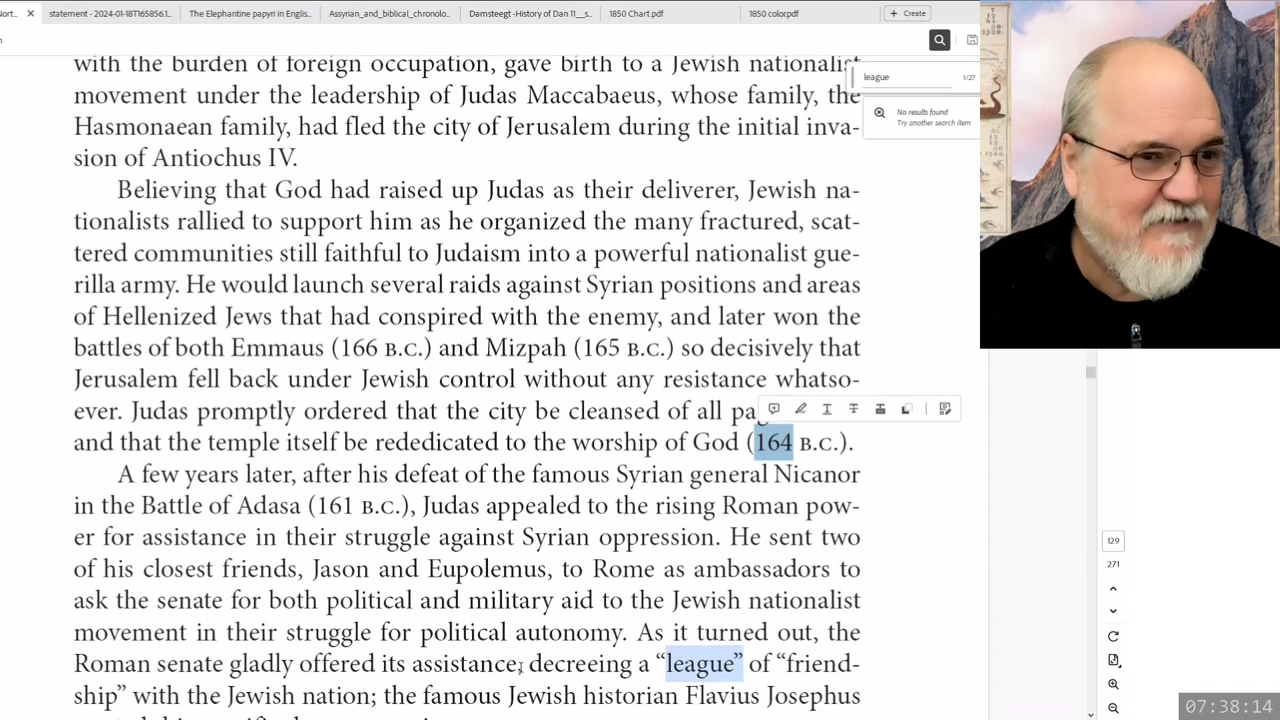 ort...
statement - 2024-01-18T165856.1...
The Elephantine papyri in Englis...
Assyrian_and_biblical_chronolo...
Damsteegt -History of Dan 11__s...
1850 Chart.pdf
1850 color.pdf
+ Create
league
1/27
No results found
Try another search item
with the burden of foreign occupation, gave birth to a Jewish nationalist
movement under the leadership of Judas Maccabaeus, whose family, the
Hasmonaean family, had fled the city of Jerusalem during the initial inva-
sion of Antiochus IV.
Believing that God had raised up Judas as their deliverer, Jewish na-
tionalists rallied to support him as he organized the many fractured, scat-
tered communities still faithful to Judaism into a powerful nationalist gue-
rilla army. He would launch several raids against Syrian positions and areas
of Hellenized Jews that had conspired with the enemy, and later won the
battles of both Emmaus (166 B.C.) and Mizpah (165 B.C.) so decisively that
Jerusalem fell back under Jewish control without any resistance whatso-
ever. Judas promptly ordered that the city be cleansed of all pa
and that the temple itself be rededicated to the worship of God (164 B.C.).
A few years later, after his defeat of the famous Syrian general Nicanor
in the Battle of Adasa (161 B.C.), Judas appealed to the rising Roman pow-
er for assistance in their struggle against Syrian oppression. He sent two
of his closest friends, Jason and Eupolemus, to Rome as ambassadors to
ask the senate for both political and military aid to the Jewish nationalist
movement in their struggle for political autonomy. As it turned out, the
Roman senate gladly offered its assistance, decreeing a “league” of “friend-
ship” with the Jewish nation; the famous Jewish historian Flavius Josephus
129
271
07:38:14